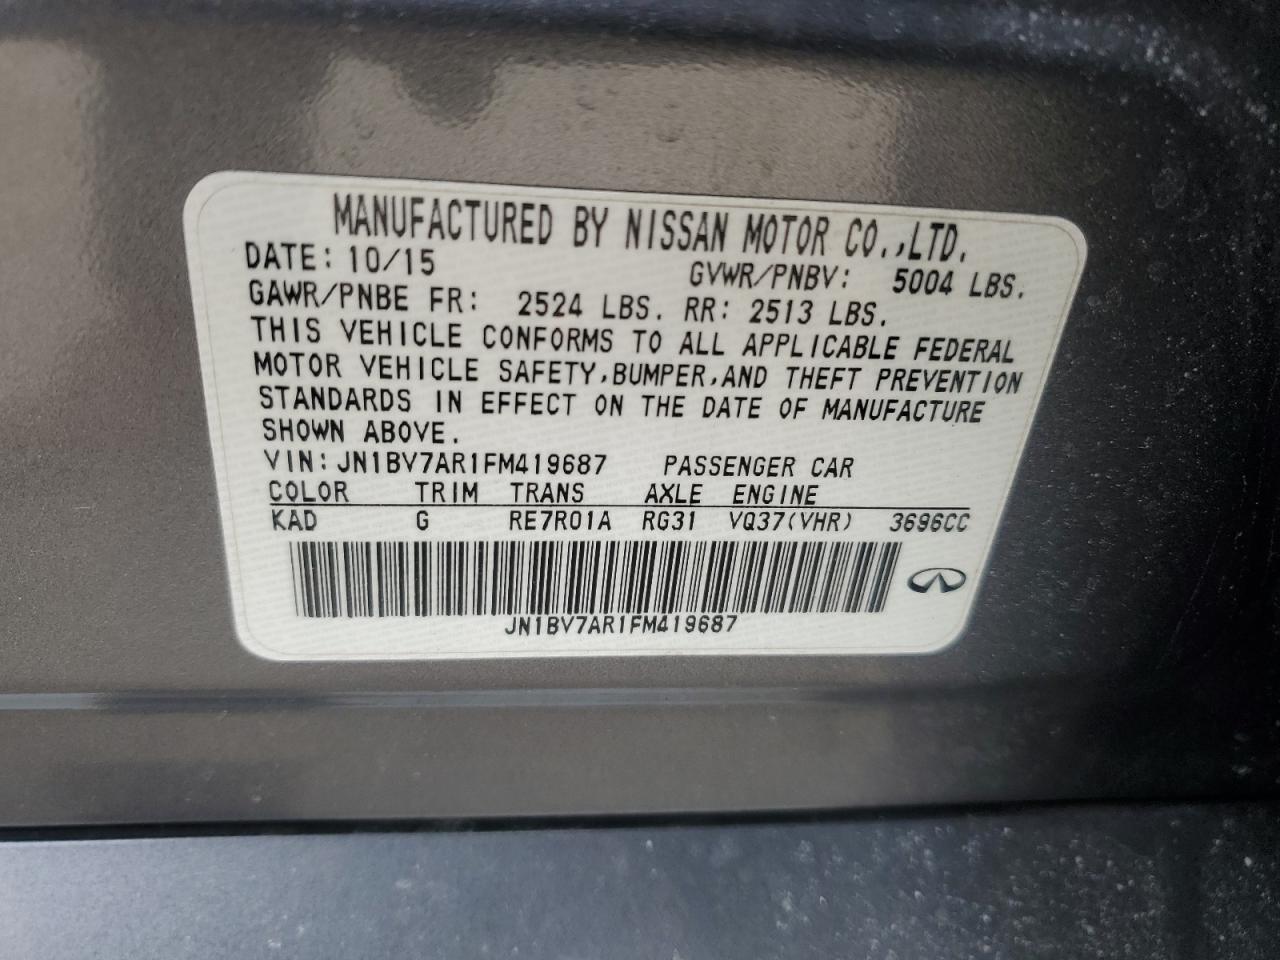 MANUFACTURED BY NISSAN MOTOR CO.,LTD.
DATE: 10/15 GVWR/PNBV: 5004 LBS.
GAWR/PNBE FR: 2524 LBS. RR: 2513 LBS.
THIS VEHICLE CONFORMS TO ALL APPLICABLE FEDERAL
MOTOR VEHICLE SAFETY,BUMPER,AND THEFT PREVENTION
STANDARDS IN EFFECT ON THE DATE OF MANUFACTURE
SHOWN ABOVE.
VIN:JN1BV7AR1FM419687 PASSENGER CAR
COLOR TRIM TRANS AXLE ENGINE
KAD G RE7R01A RG31 VQ37(VHR) 3696CC
JN1BV7AR1FM419687